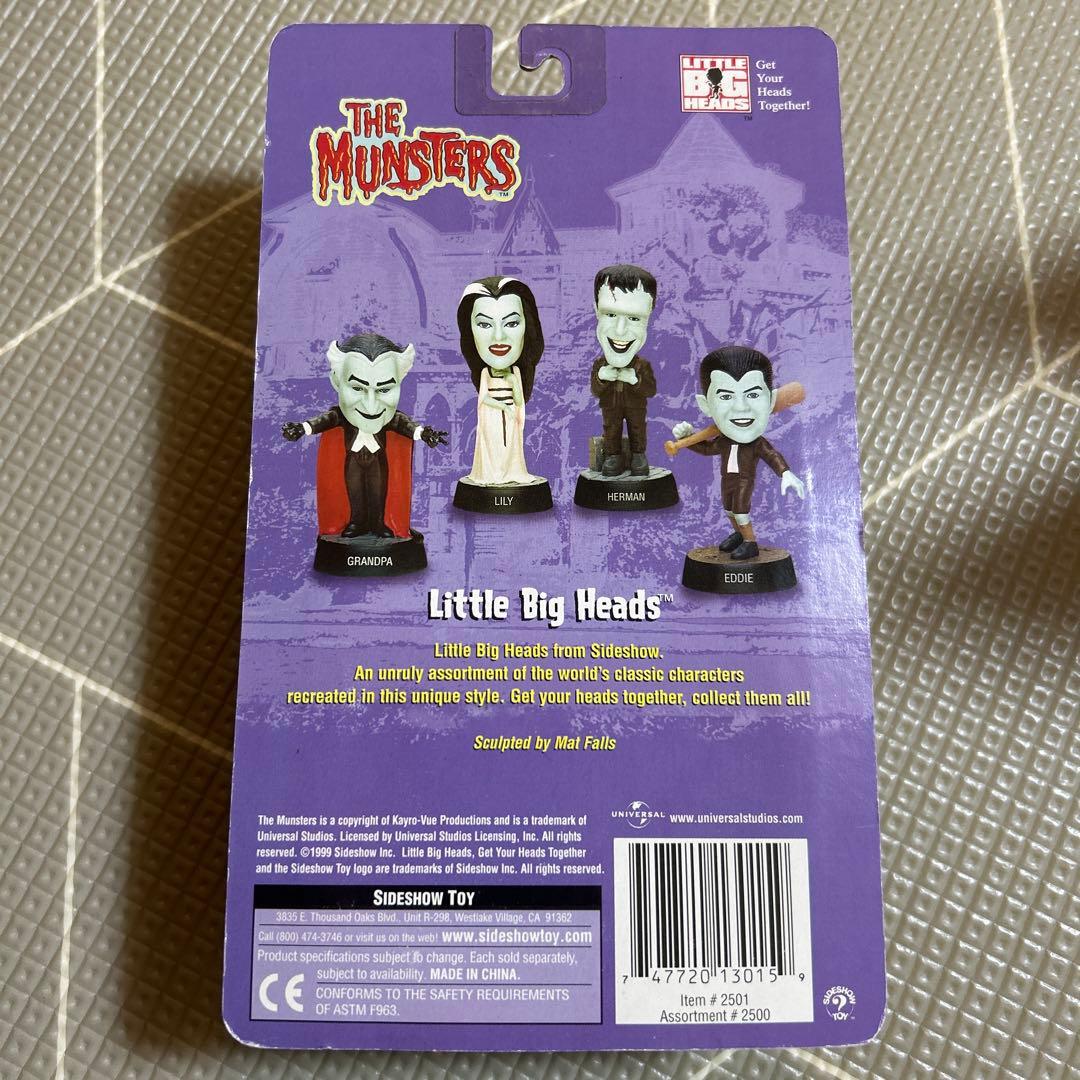 LITTLE
BIG
HEADS
TM
Get
Your
Heads
Together!
THE
MUNSTERS
TM
LILY
HERMAN
GRANDPA
EDDIE
Little Big Heads™
Little Big Heads from Sideshow.
An unruly assortment of the world's classic characters
recreated in this unique style. Get your heads together, collect them all!
Sculpted by Mat Falls
The Munsters is a copyright of Kayro-Vue Productions and is a trademark of
Universal Studios. Licensed by Universal Studios Licensing, Inc. All rights
reserved. ©1999 Sideshow Inc. Little Big Heads, Get Your Heads Together
and the Sideshow Toy logo are trademarks of Sideshow Inc. All rights reserved.
UNIVERSAL www.universalstudios.com
SIDESHOW TOY
3835 E. Thousand Oaks Blvd., Unit R-298, Westlake Village, CA 91362
Call (800) 474-3746 or visit us on the web! www.sideshowtoy.com
Product specifications subject to change. Each sold separately,
subject to availability. MADE IN CHINA.
CE CONFORMS TO THE SAFETY REQUIREMENTS
OF ASTM F963.
7 47720 13015 9
Item # 2501
Assortment # 2500
SIDESHOW
?
TOY